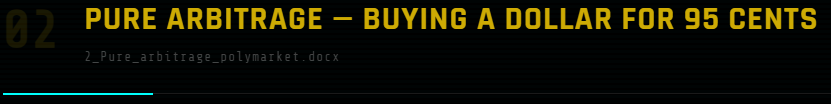 02
PURE ARBITRAGE — BUYING A DOLLAR FOR 95 CENTS
2_Pure_arbitrage_polymarket.docx